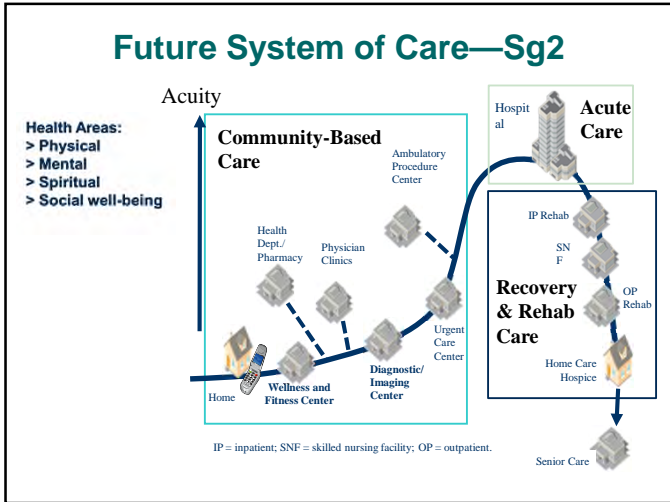 Future System of Care—Sg2
Acuity
Health Areas:
> Physical
> Mental
> Spiritual
> Social well-being
Community-Based
Care
Ambulatory
Procedure
Center
Hospit
al
Acute
Care
Health
Dept./
Pharmacy
Physician
Clinics
IP Rehab
SN
F
OP
Rehab
Recovery
& Rehab
Care
Urgent
Care
Center
Home
Wellness and
Fitness Center
Diagnostic/
Imaging
Center
Home Care
Hospice
IP = inpatient; SNF = skilled nursing facility; OP = outpatient.
Senior Care